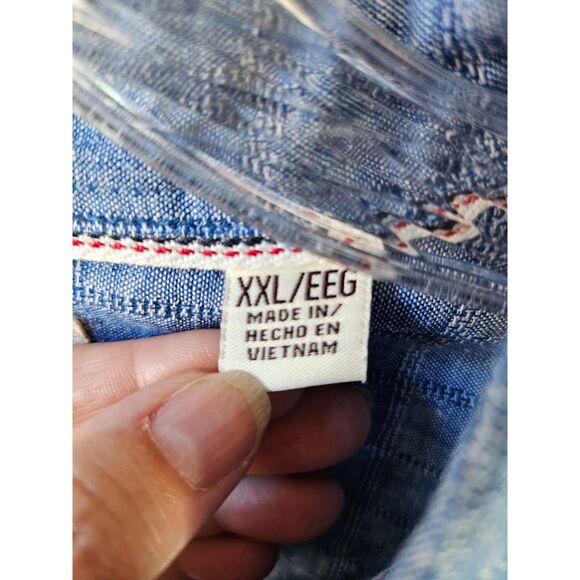 XXL/EEG
MADE IN/
HECHO EN
VIETNAM